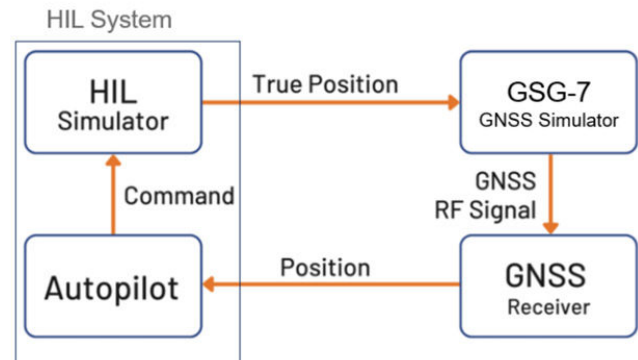 HIL System
HIL
Simulator
True Position
GSG-7
GNSS Simulator
Command
GNSS
RF Signal
Autopilot
Position
GNSS
Receiver